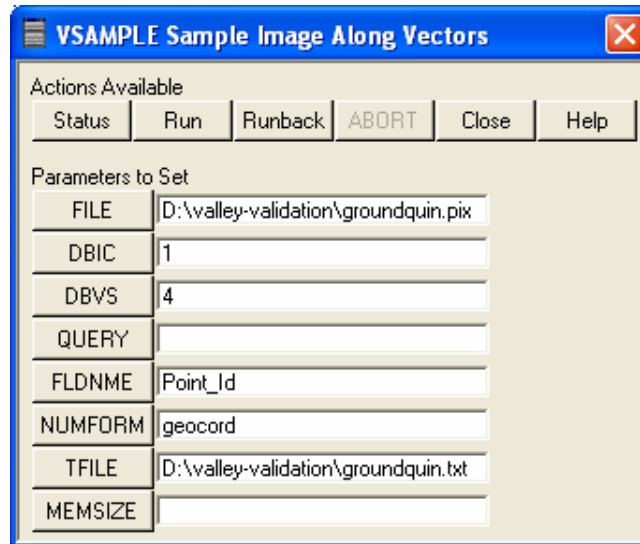 VSAMPLE Sample Image Along Vectors
Actions Available
Status Run Runback ABORT Close Help
Parameters to Set
FILE D:\valley-validation\groundquin.pix
DBIC 1
DBVS 4
QUERY
FLDNME Point_Id
NUMFORM geocord
TFILE D:\valley-validation\groundquin.txt
MEMSIZE